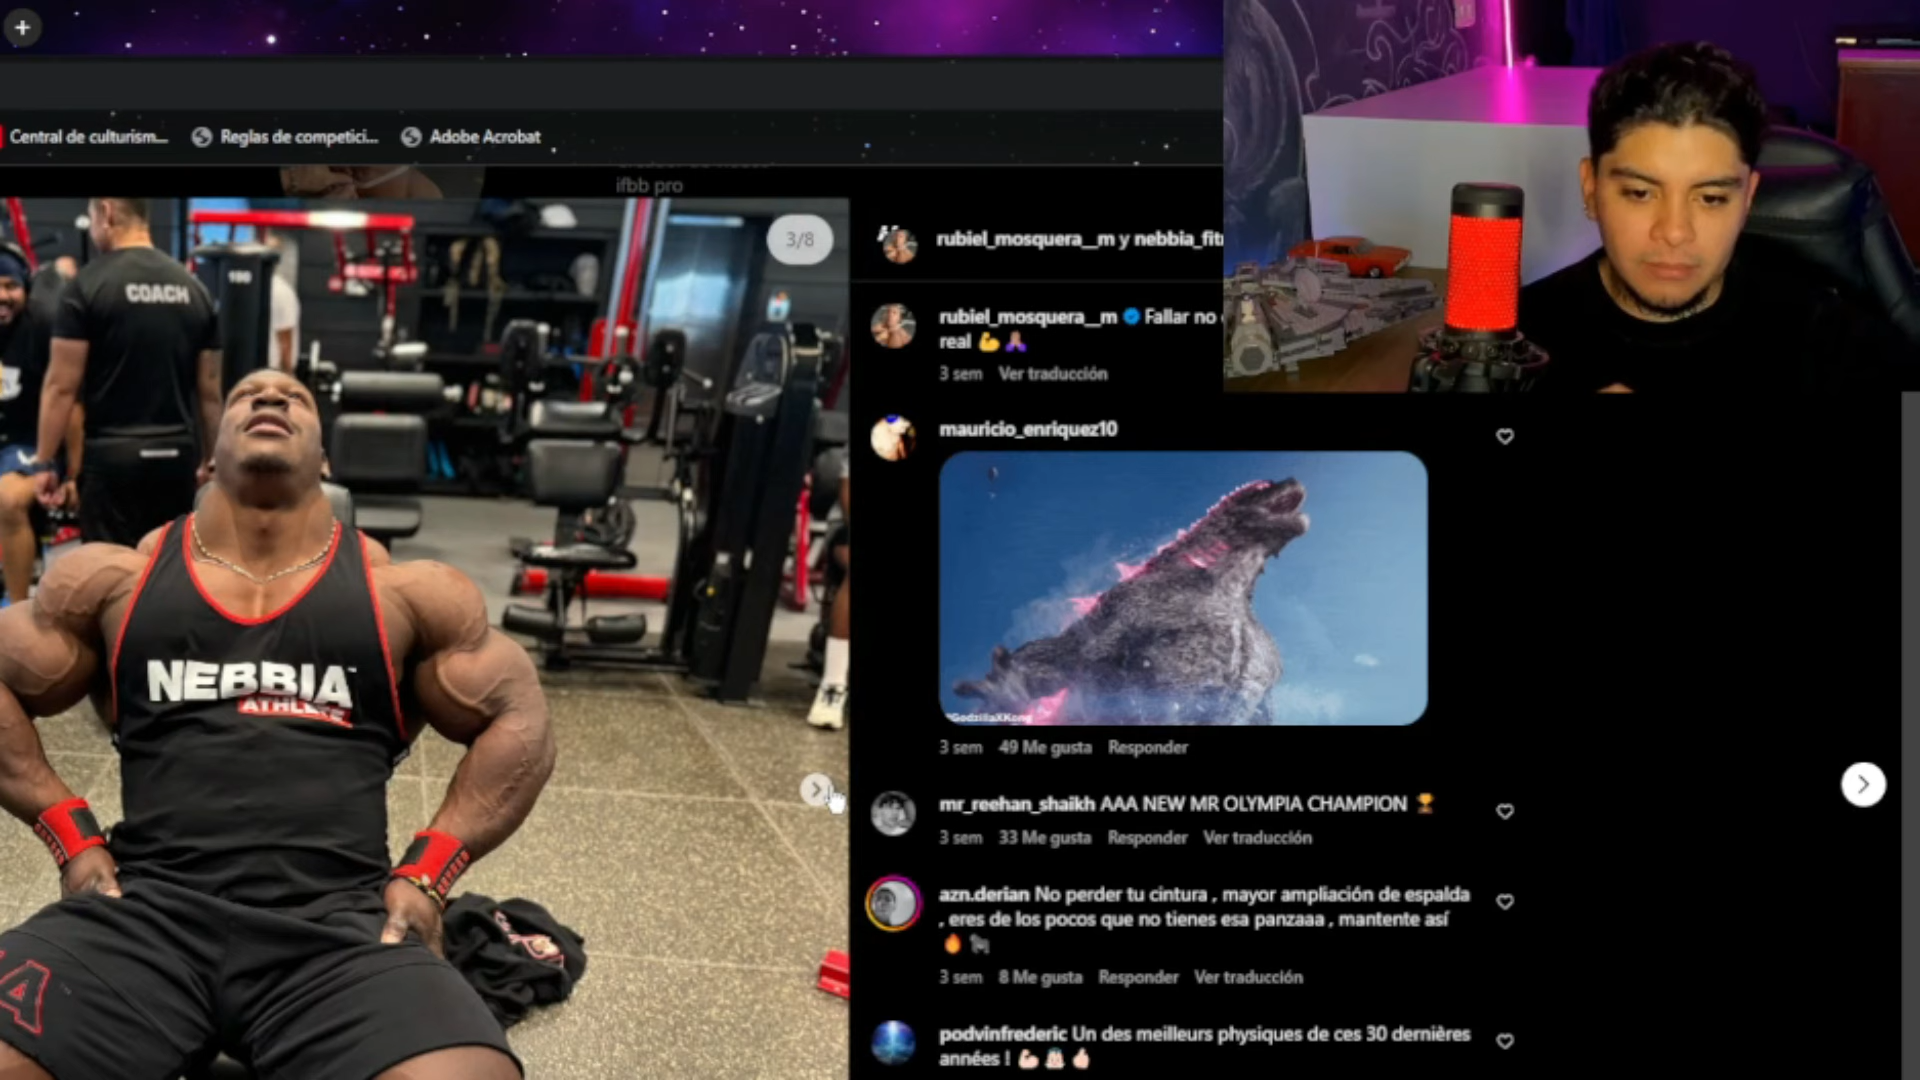 Central de culturism...
Reglas de competici...
Adobe Acrobat
ifbb pro
3/8
COACH
190
NEBBIA
ATHLETE
rubiel_mosquera__m y nebbia_fit
rubiel_mosquera__m Fallar no
real 💪🙏🏽
3 sem Ver traducción
mauricio_enriquez10
#GodzillaXKong
3 sem 49 Me gusta Responder
mr_reehan_shaikh AAA NEW MR OLYMPIA CHAMPION 🏆
3 sem 33 Me gusta Responder Ver traducción
azn.derian No perder tu cintura , mayor ampliación de espalda
, eres de los pocos que no tienes esa panzaaa , mantente así
🔥🦍
3 sem 8 Me gusta Responder Ver traducción
podvinfrederic Un des meilleurs physiques de ces 30 dernières
années !